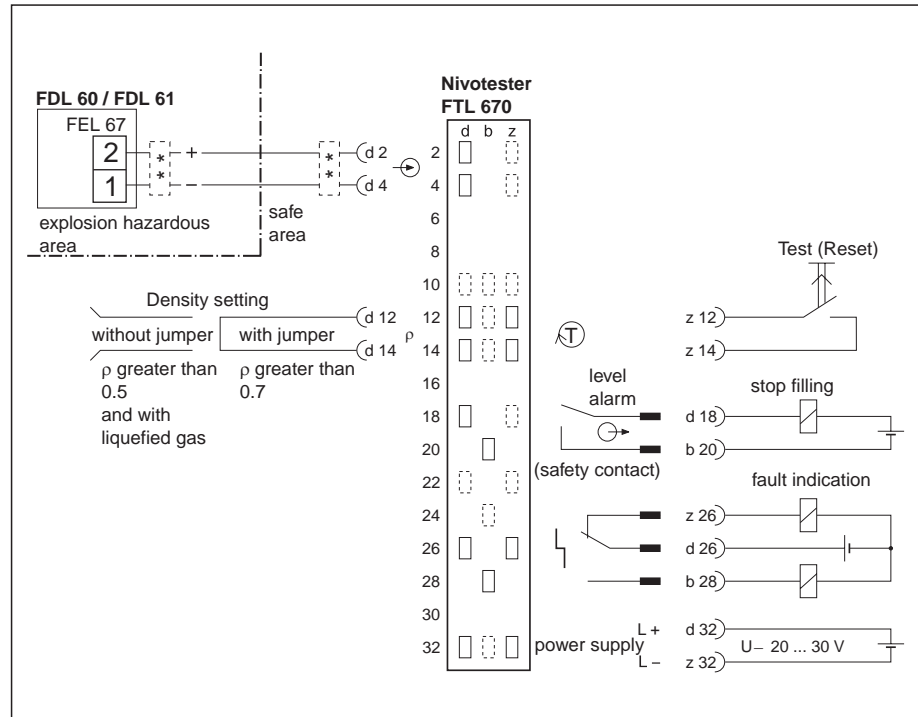 Nivotester
FTL 670
FDL 60 / FDL 61
FEL 67
2
1
*
*
+
–
*
*
d 2
d 4
explosion hazardous
area
safe
area
d b z
2
4
6
8
10
12
14
16
18
20
22
24
26
28
30
32
Density setting
without jumper
with jumper
d 12
d 14
ρ
ρ greater than
0.5
and with
liquefied gas
ρ greater than
0.7
Test (Reset)
T
z 12
z 14
level
alarm
stop filling
d 18
b 20
(safety contact)
fault indication
z 26
d 26
b 28
power supply
L +
L –
d 32
z 32
U– 20 ... 30 V